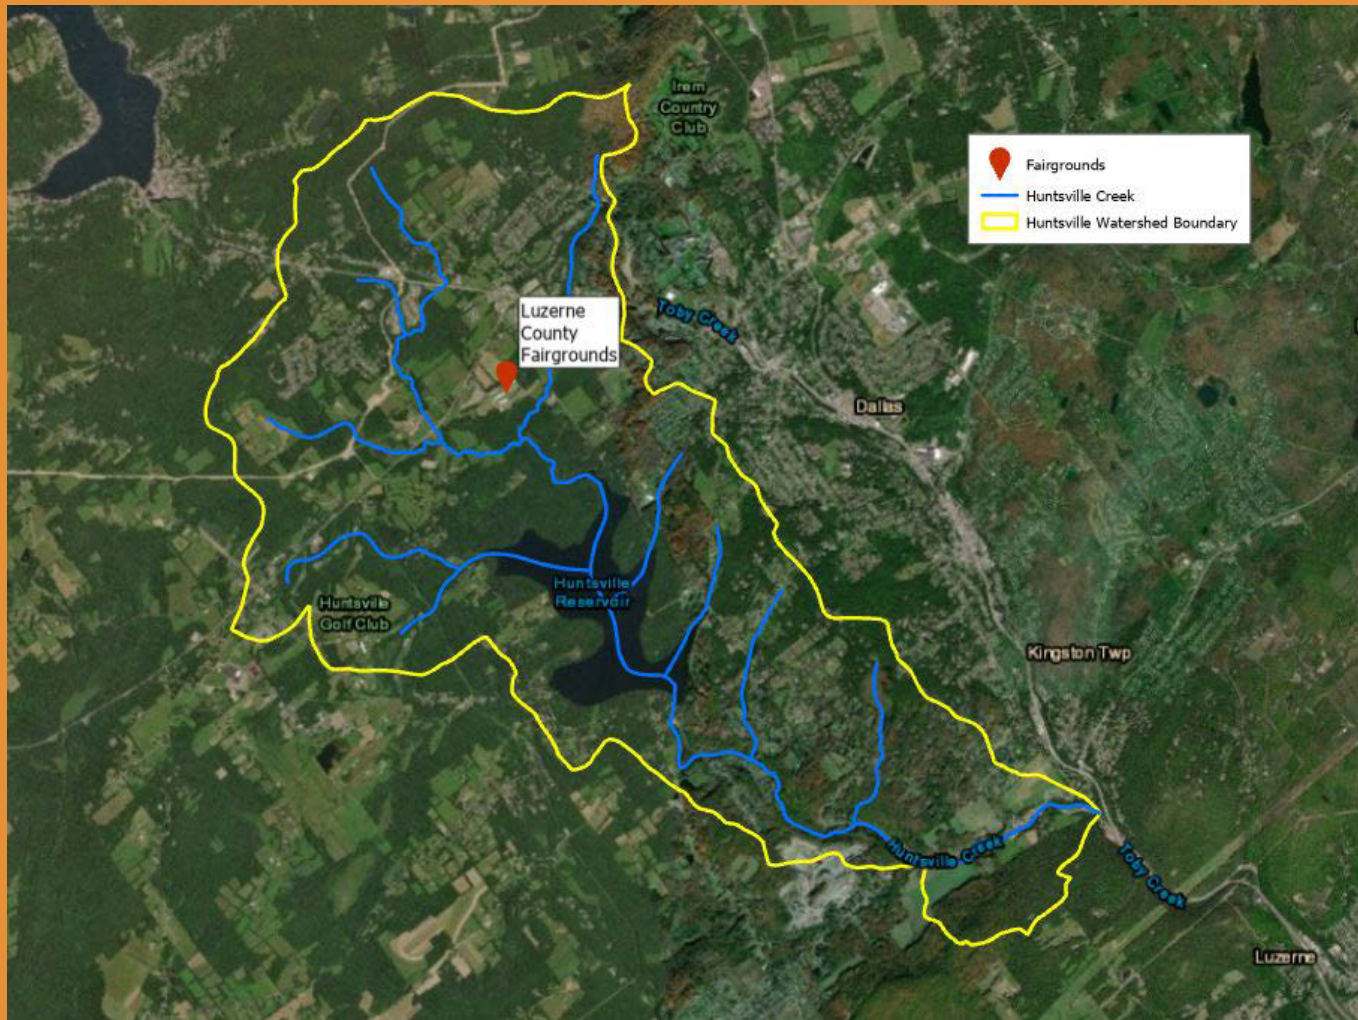 Irem
Country
Club
Fairgrounds
Huntsville Creek
Huntsville Watershed Boundary
Luzerne
County
Fairgrounds
Toby Creek
Dallas
Huntsville
Reservoir
Huntsville
Golf Club
Kingston Twp
Huntsville Creek
Toby Creek
Luzerne